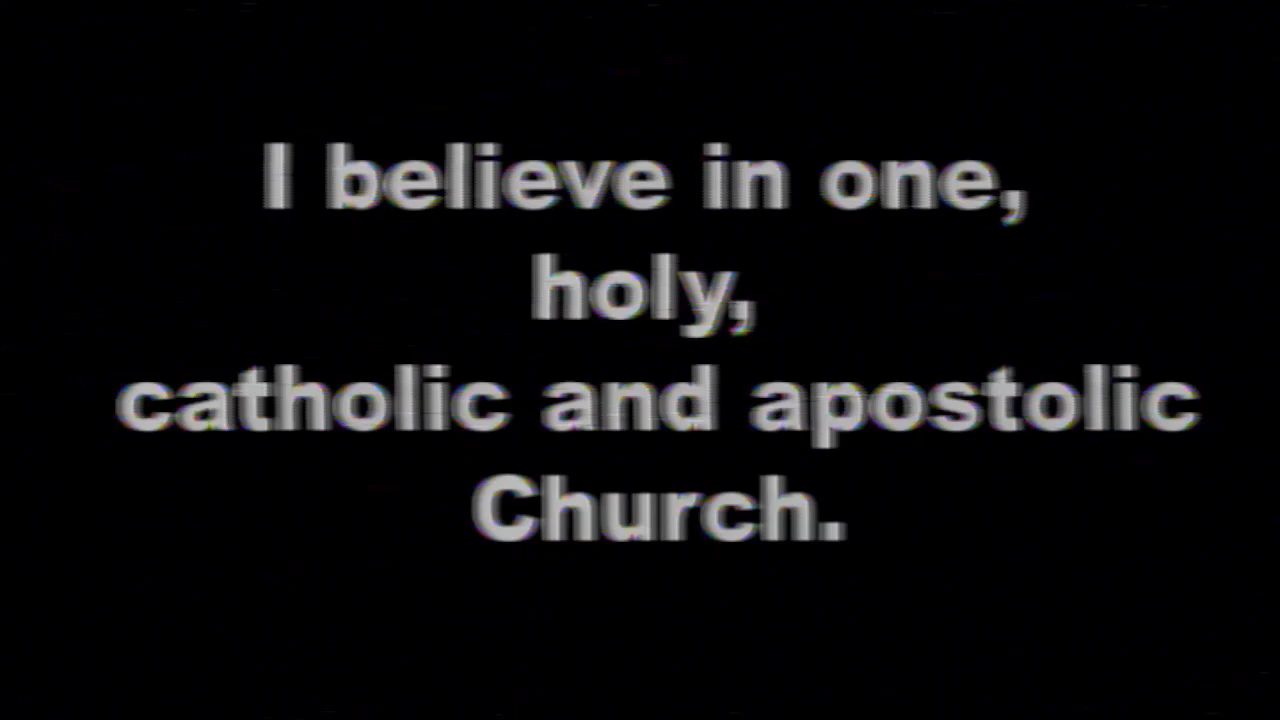 I believe in one,
holy,
catholic and apostolic
Church.